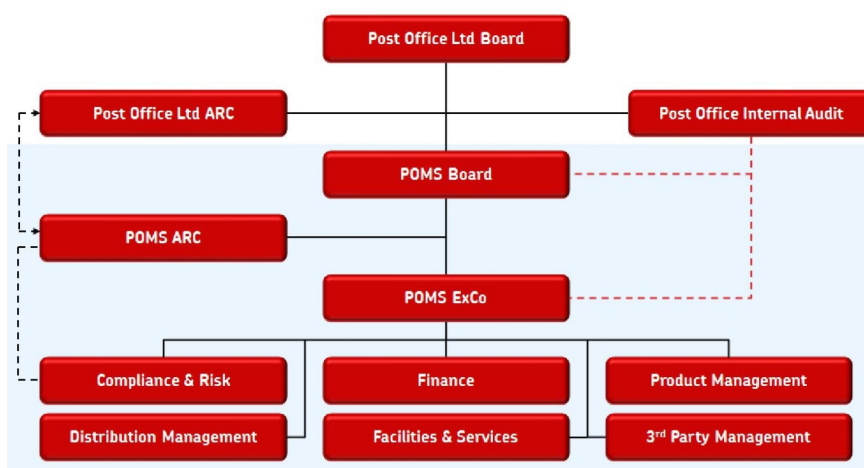 Post Office Ltd Board
Post Office Ltd ARC
Post Office Internal Audit
POMS Board
POMS ARC
POMS ExCo
Compliance & Risk
Finance
Product Management
Distribution Management
Facilities & Services
3rd Party Management